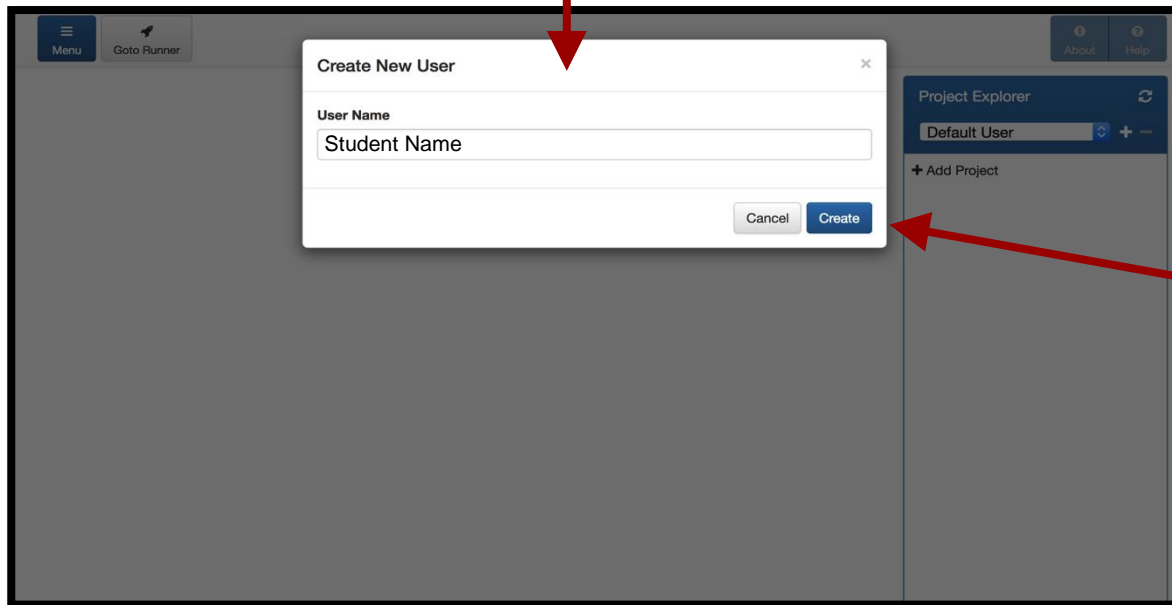 Menu
Goto Runner
About
Help
Create New User
×
User Name
Student Name
Cancel
Create
Project Explorer
Default User
+ Add Project